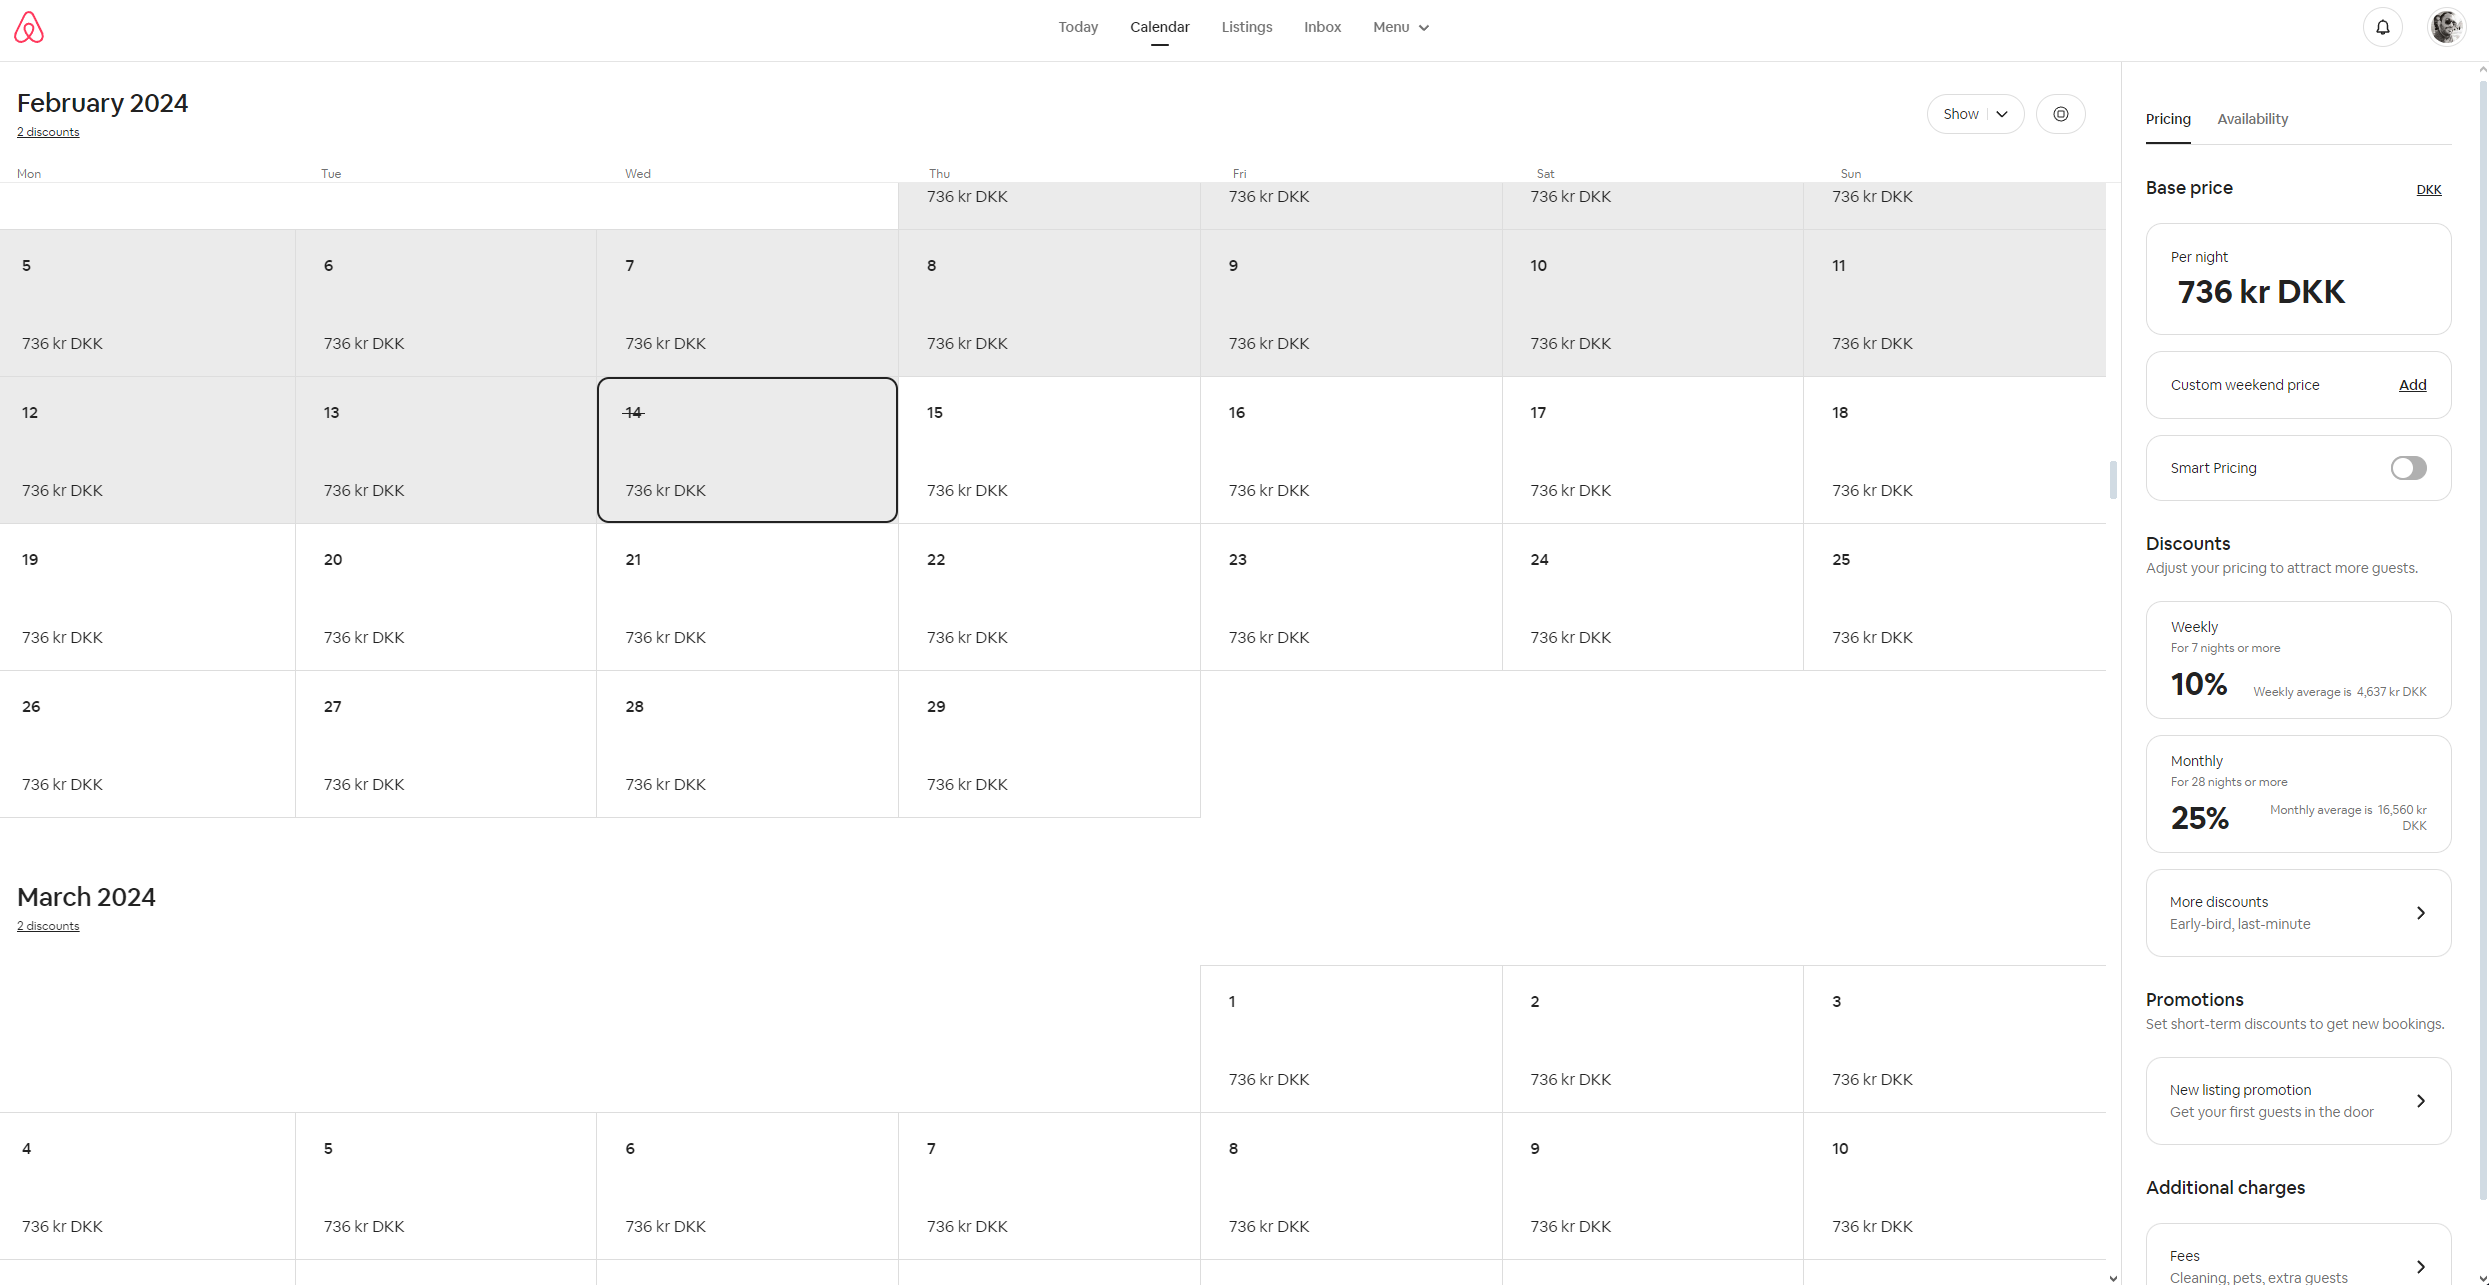 Today Calendar Listings Inbox Menu
February 2024
2 discounts
Show
Mon Tue Wed Thu Fri Sat Sun
736 kr DKK 736 kr DKK 736 kr DKK 736 kr DKK
5 6 7 8 9 10 11
736 kr DKK 736 kr DKK 736 kr DKK 736 kr DKK 736 kr DKK 736 kr DKK 736 kr DKK
12 13 14 15 16 17 18
736 kr DKK 736 kr DKK 736 kr DKK 736 kr DKK 736 kr DKK 736 kr DKK 736 kr DKK
19 20 21 22 23 24 25
736 kr DKK 736 kr DKK 736 kr DKK 736 kr DKK 736 kr DKK 736 kr DKK 736 kr DKK
26 27 28 29
736 kr DKK 736 kr DKK 736 kr DKK 736 kr DKK
March 2024
2 discounts
1 2 3
736 kr DKK 736 kr DKK 736 kr DKK
4 5 6 7 8 9 10
736 kr DKK 736 kr DKK 736 kr DKK 736 kr DKK 736 kr DKK 736 kr DKK 736 kr DKK
Pricing Availability
Base price DKK
Per night
736 kr DKK
Custom weekend price Add
Smart Pricing
Discounts
Adjust your pricing to attract more guests.
Weekly
For 7 nights or more
10% Weekly average is 4,637 kr DKK
Monthly
For 28 nights or more
25% Monthly average is 16,560 kr
DKK
More discounts
Early-bird, last-minute
Promotions
Set short-term discounts to get new bookings.
New listing promotion
Get your first guests in the door
Additional charges
Fees
Cleaning, pets, extra guests